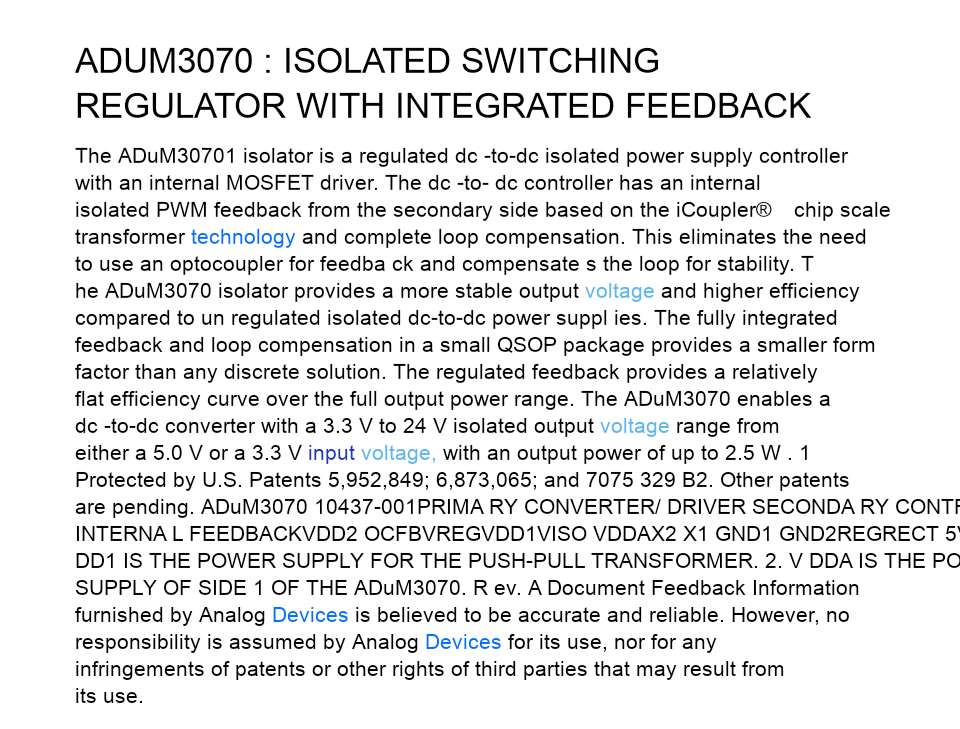 ADUM3070 : ISOLATED SWITCHING
REGULATOR WITH INTEGRATED FEEDBACK
The ADuM30701 isolator is a regulated dc -to-dc isolated power supply controller
with an internal MOSFET driver. The dc -to- dc controller has an internal
isolated PWM feedback from the secondary side based on the iCoupler® chip scale
transformer technology and complete loop compensation. This eliminates the need
to use an optocoupler for feedba ck and compensate s the loop for stability. T
he ADuM3070 isolator provides a more stable output voltage and higher efficiency
compared to un regulated isolated dc-to-dc power suppl ies. The fully integrated
feedback and loop compensation in a small QSOP package provides a smaller form
factor than any discrete solution. The regulated feedback provides a relatively
flat efficiency curve over the full output power range. The ADuM3070 enables a
dc -to-dc converter with a 3.3 V to 24 V isolated output voltage range from
either a 5.0 V or a 3.3 V input voltage, with an output power of up to 2.5 W . 1
Protected by U.S. Patents 5,952,849; 6,873,065; and 7075 329 B2. Other patents
are pending. ADuM3070 10437-001PRIMA RY CONVERTER/ DRIVER SECONDA RY CONT
INTERNA L FEEDBACKVDD2 OCFBVREGVDD1VISO VDDAX2 X1 GND1 GND2REGRECT 5
DD1 IS THE POWER SUPPLY FOR THE PUSH-PULL TRANSFORMER. 2. V DDA IS THE PO
SUPPLY OF SIDE 1 OF THE ADuM3070. R ev. A Document Feedback Information
furnished by Analog Devices is believed to be accurate and reliable. However, no
responsibility is assumed by Analog Devices for its use, nor for any
infringements of patents or other rights of third parties that may result from
its use.